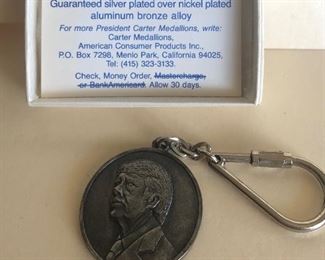 Guaranteed silver plated over nickel plated
aluminum bronze alloy
For more President Carter Medallions, write:
Carter Medallions,
American Consumer Products Inc.,
P.O. Box 7298, Menlo Park, California 94025,
Tel: (415) 323-3133.
Check, Money Order, Mastercharge,
or BankAmericard. Allow 30 days.